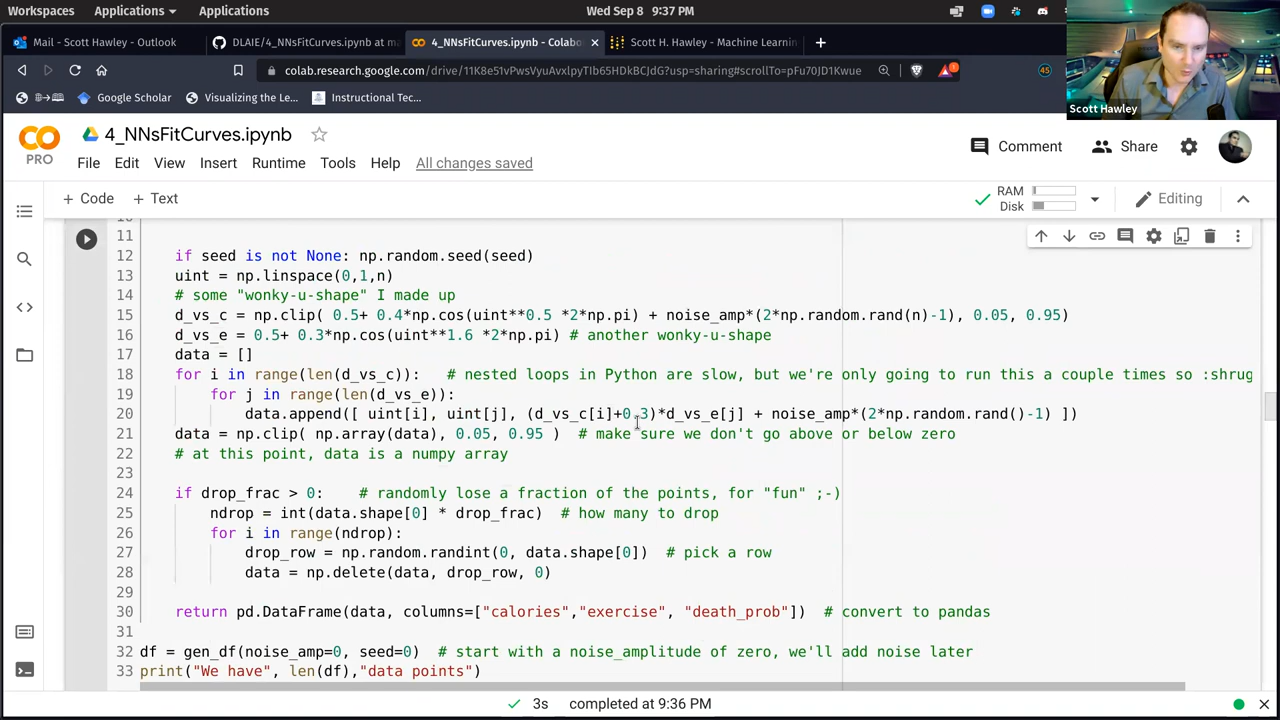 Workspaces Applications Applications Wed Sep 8 9:37 PM
Mail - Scott Hawley - Outlook DLAIE/4_NNsFitCurves.ipynb at ma 4_NNsFitCurves.ipynb - Colabo Scott H. Hawley - Machine Learnin
colab.research.google.com/drive/11K8e51vPwsVyuAvxlpyTIb65HDkBCJdG?usp=sharing#scrollTo=pFu70JD1Kwue 45
Google Scholar Visualizing the Le... Instructional Tec...
Scott Hawley
4_NNsFitCurves.ipynb
PRO
File Edit View Insert Runtime Tools Help All changes saved
Comment Share
+ Code + Text
RAM
Disk
Editing
11
12 if seed is not None: np.random.seed(seed)
13 uint = np.linspace(0,1,n)
14 # some "wonky-u-shape" I made up
15 d_vs_c = np.clip( 0.5+ 0.4*np.cos(uint**0.5 *2*np.pi) + noise_amp*(2*np.random.rand(n)-1), 0.05, 0.95)
16 d_vs_e = 0.5+ 0.3*np.cos(uint**1.6 *2*np.pi) # another wonky-u-shape
17 data = []
18 for i in range(len(d_vs_c)): # nested loops in Python are slow, but we're only going to run this a couple times so :shrug
19 for j in range(len(d_vs_e)):
20 data.append([ uint[i], uint[j], (d_vs_c[i]+0.3)*d_vs_e[j] + noise_amp*(2*np.random.rand()-1) ])
21 data = np.clip( np.array(data), 0.05, 0.95 ) # make sure we don't go above or below zero
22 # at this point, data is a numpy array
23
24 if drop_frac > 0: # randomly lose a fraction of the points, for "fun" ;-)
25 ndrop = int(data.shape[0] * drop_frac) # how many to drop
26 for i in range(ndrop):
27 drop_row = np.random.randint(0, data.shape[0]) # pick a row
28 data = np.delete(data, drop_row, 0)
29
30 return pd.DataFrame(data, columns=["calories","exercise", "death_prob"]) # convert to pandas
31
32 df = gen_df(noise_amp=0, seed=0) # start with a noise_amplitude of zero, we'll add noise later
33 print("We have", len(df),"data points")
3s completed at 9:36 PM